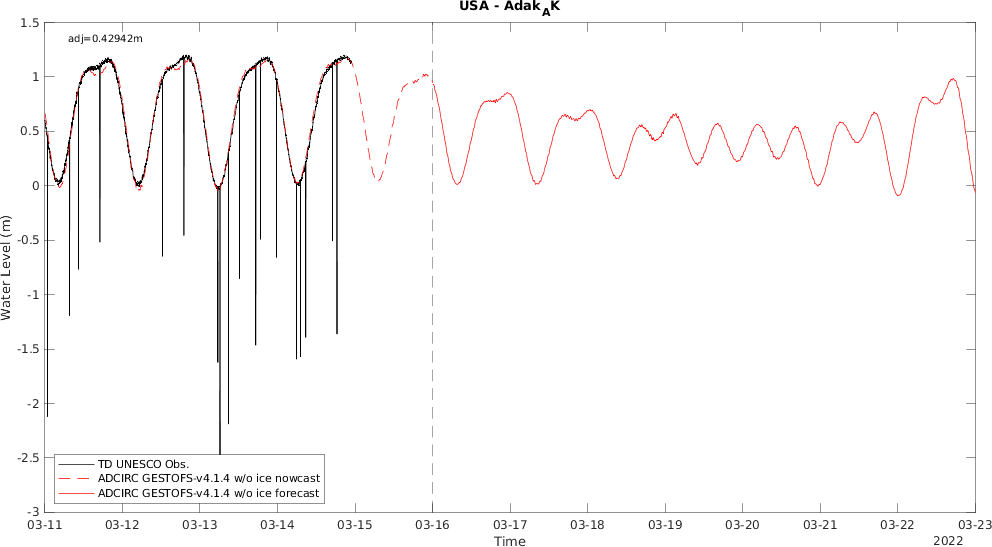 USA - Adak_AK
adj=0.42942m
1.5
1
0.5
0
-0.5
-1
-1.5
-2
-2.5
-3
Water Level (m)
TD UNESCO Obs.
ADCIRC GESTOFS-v4.1.4 w/o ice nowcast
ADCIRC GESTOFS-v4.1.4 w/o ice forecast
03-11 03-12 03-13 03-14 03-15 03-16 03-17 03-18 03-19 03-20 03-21 03-22 03-23
Time
2022